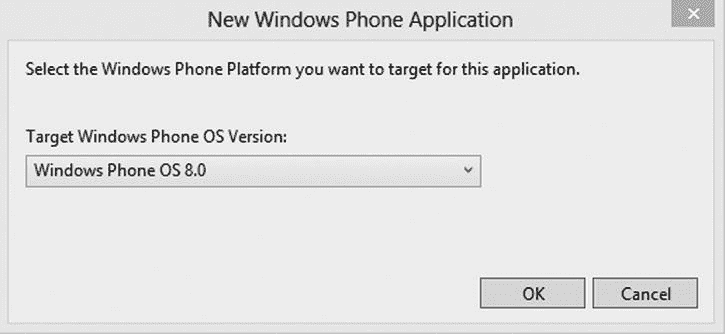 New Windows Phone Application
Select the Windows Phone Platform you want to target for this application.
Target Windows Phone OS Version:
Windows Phone OS 8.0
OK Cancel